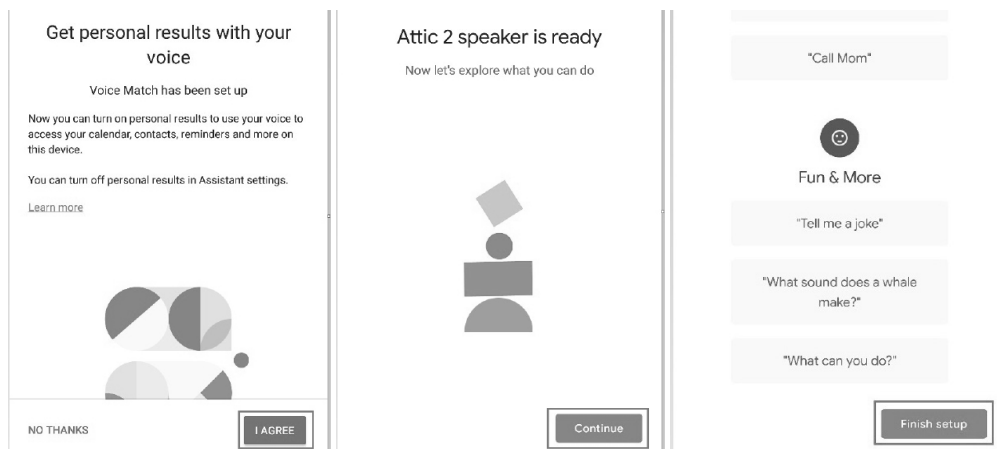 Get personal results with your
voice
Voice Match has been set up
Now you can turn on personal results to use your voice to
access your calendar, contacts, reminders and more on
this device.
You can turn off personal results in Assistant settings.
Learn more
NO THANKS
I AGREE
Attic 2 speaker is ready
Now let's explore what you can do
Continue
"Call Mom"
Fun & More
"Tell me a joke"
"What sound does a whale
make?"
"What can you do?"
Finish setup